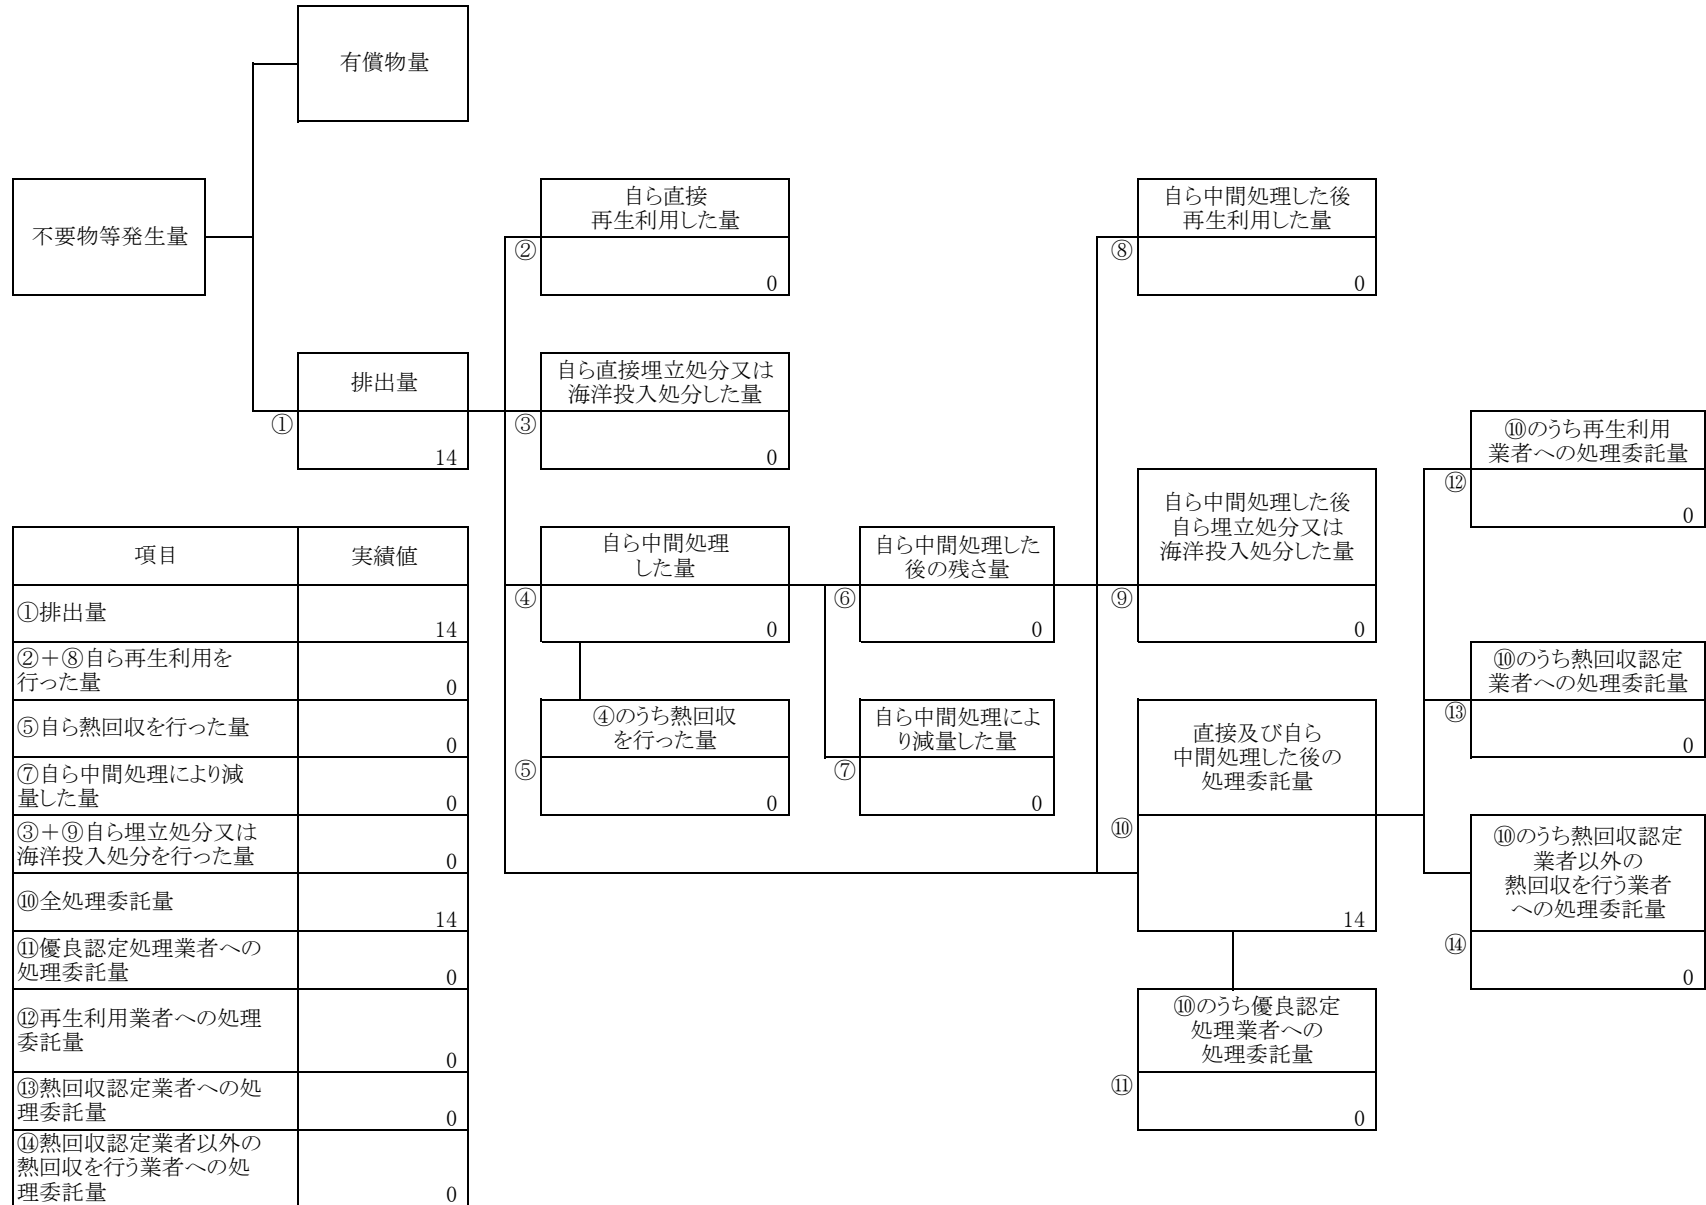 有償物量
不要物等発生量
自ら直接
再生利用した量
②
0
自ら中間処理した後
再生利用した量
⑧
0
排出量
①
14
自ら直接埋立処分又は
海洋投入処分した量
③
0
⑩のうち再生利用
業者への処理委託量
⑫
0
自ら中間処理した後
自ら埋立処分又は
海洋投入処分した量
⑨
0
自ら中間処理
した量
④
0
自ら中間処理した
後の残さ量
⑥
0
⑩のうち熱回収認定
業者への処理委託量
⑬
0
④のうち熱回収
を行った量
⑤
0
自ら中間処理によ
り減量した量
⑦
0
直接及び自ら
中間処理した後の
処理委託量
⑩
14
⑩のうち熱回収認定
業者以外の
熱回収を行う業者
への処理委託量
⑭
0
⑩のうち優良認定
処理業者への
処理委託量
⑪
0
項目 実績値
①排出量
14
②＋⑧自ら再生利用を
行った量
0
⑤自ら熱回収を行った量
0
⑦自ら中間処理により減
量した量
0
③＋⑨自ら埋立処分又は
海洋投入処分を行った量
0
⑩全処理委託量
14
⑪優良認定処理業者への
処理委託量
0
⑫再生利用業者への処理
委託量
0
⑬熱回収認定業者への処
理委託量
0
⑭熱回収認定業者以外の
熱回収を行う業者への処
理委託量
0